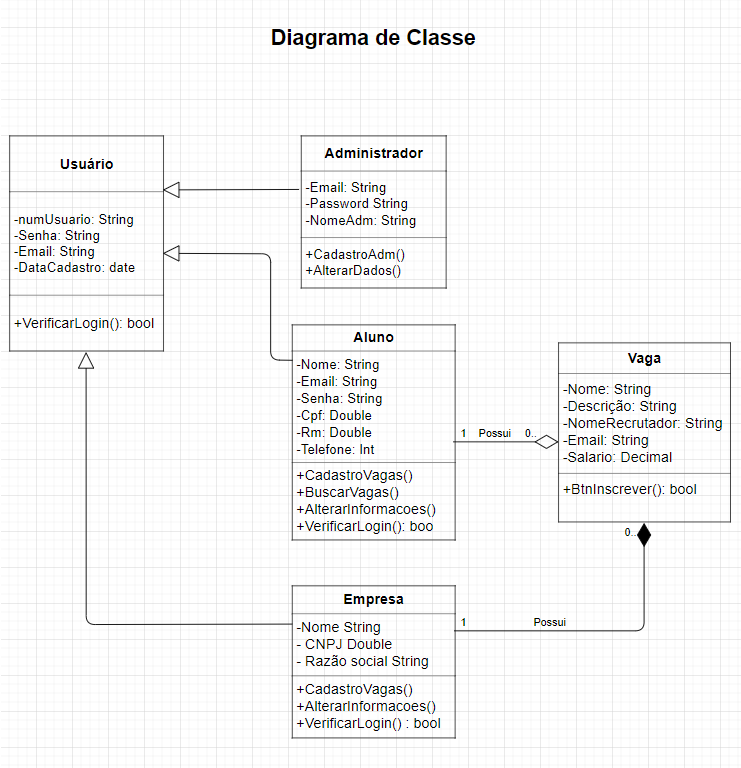 Diagrama de Classe
Usuário
-numUsuario: String
-Senha: String
-Email: String
-DataCadastro: date
+VerificarLogin(): bool
Administrador
-Email: String
-Password String
-NomeAdm: String
+CadastroAdm()
+AlterarDados()
Aluno
-Nome: String
-Email: String
-Senha: String
-Cpf: Double
-Rm: Double
-Telefone: Int
+CadastroVagas()
+BuscarVagas()
+AlterarInformacoes()
+VerificarLogin(): boo
1 Possui 0..
Vaga
-Nome: String
-Descrição: String
-NomeRecrutador: String
-Email: String
-Salario: Decimal
+BtnInscrever(): bool
0..
Empresa
-Nome String
- CNPJ Double
- Razão social String
+CadastroVagas()
+AlterarInformacoes()
+VerificarLogin() : bool
1 Possui